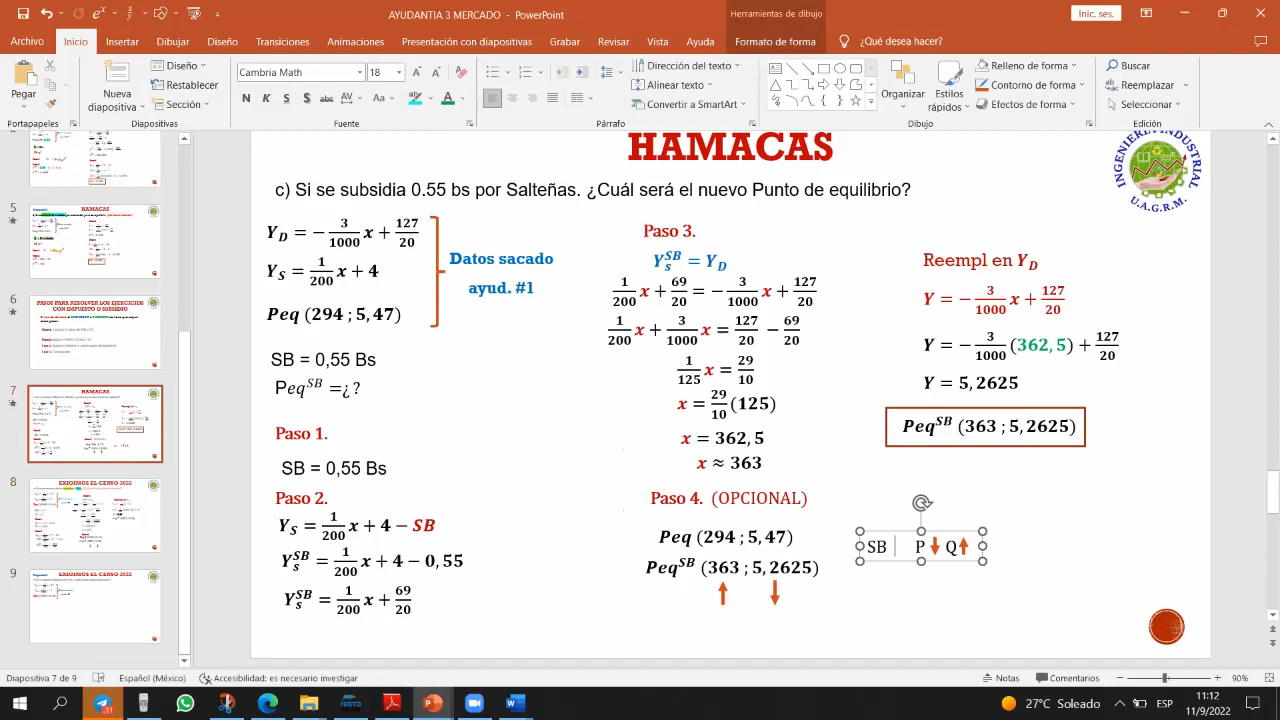 AYUDANTIA 3 MERCADO - PowerPoint
Herramientas de dibujo
Inic. ses.
Archivo Inicio Insertar Dibujar Diseño Transiciones Animaciones Presentación con diapositivas Grabar Revisar Vista Ayuda Formato de forma ¿Qué desea hacer?
Pegar
Nueva diapositiva
Diseño
Restablecer
Sección
Cambria Math 18
N K S S abc AV Aa A
Dirección del texto
Alinear texto
Convertir a SmartArt
Organizar
Estilos rápidos
Relleno de forma
Contorno de forma
Efectos de forma
Buscar
Reemplazar
Seleccionar
Portapapeles Diapositivas Fuente Párrafo Dibujo Edición
6
7
8
9
HAMACAS
PASOS PARA RESOLVER LOS EJERCICIOS
CON IMPUESTO O SUBSIDIO
HAMACAS
EXIGIMOS EL CENSO 2022
EXIGIMOS EL CENSO 2022
HAMACAS
INGENIERÍA INDUSTRIAL
U.A.G.R.M.
c) Si se subsidia 0.55 bs por Salteñas. ¿Cuál será el nuevo Punto de equilibrio?
Y_D = −3/1000 x + 127/20
Y_S = 1/200 x + 4
Peq (294 ; 5,47)
Datos sacado
ayud. #1
SB = 0,55 Bs
Peq^SB =¿?
Paso 1.
SB = 0,55 Bs
Paso 2.
Y_S = 1/200 x + 4 − SB
Y_s^SB = 1/200 x + 4 − 0,55
Y_s^SB = 1/200 x + 69/20
Paso 3.
Y_s^SB = Y_D
1/200 x + 69/20 = −3/1000 x + 127/20
1/200 x + 3/1000 x = 127/20 − 69/20
1/125 x = 29/10
x = 29/10 (125)
x = 362,5
x ≈ 363
Paso 4. (OPCIONAL)
Peq (294 ; 5,47)
Peq^SB (363 ; 5,2625)
↑ ↓
Reempl en Y_D
Y = −3/1000 x + 127/20
Y = −3/1000 (362,5) + 127/20
Y = 5,2625
Peq^SB (363 ; 5,2625)
SB P ↓ Q ↑
Diapositiva 7 de 9
Español (México)
Accesibilidad: es necesario investigar
Notas
Comentarios
90%
27°C Soleado
ESP
11:12
11/9/2022